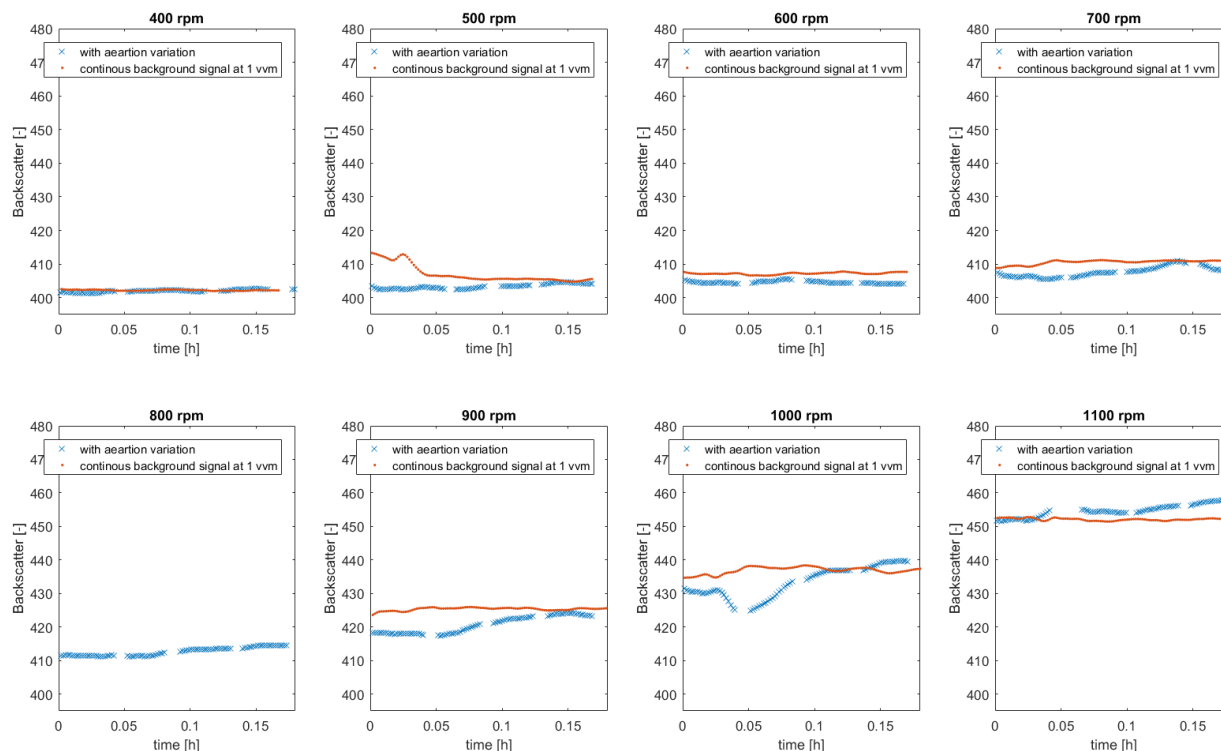 400 rpm
480
with aeartion variation
continous background signal at 1 vvm
47
460
450
440
430
420
410
400
Backscatter [-]
0 0.05 0.1 0.15
time [h]
500 rpm
480
with aeartion variation
continous background signal at 1 vvm
47
460
450
440
430
420
410
400
Backscatter [-]
0 0.05 0.1 0.15
time [h]
600 rpm
480
with aeartion variation
continous background signal at 1 vvm
47
460
450
440
430
420
410
400
Backscatter [-]
0 0.05 0.1 0.15
time [h]
700 rpm
480
with aeartion variation
continous background signal at 1 vvm
47
460
450
440
430
420
410
400
Backscatter [-]
0 0.05 0.1 0.15
time [h]
800 rpm
480
with aeartion variation
continous background signal at 1 vvm
47
460
450
440
430
420
410
400
Backscatter [-]
0 0.05 0.1 0.15
time [h]
900 rpm
480
with aeartion variation
continous background signal at 1 vvm
47
460
450
440
430
420
410
400
Backscatter [-]
0 0.05 0.1 0.15
time [h]
1000 rpm
480
with aeartion variation
continous background signal at 1 vvm
47
460
450
440
430
420
410
400
Backscatter [-]
0 0.05 0.1 0.15
time [h]
1100 rpm
480
with aeartion variation
continous background signal at 1 vvm
47
460
450
440
430
420
410
400
Backscatter [-]
0 0.05 0.1 0.15
time [h]